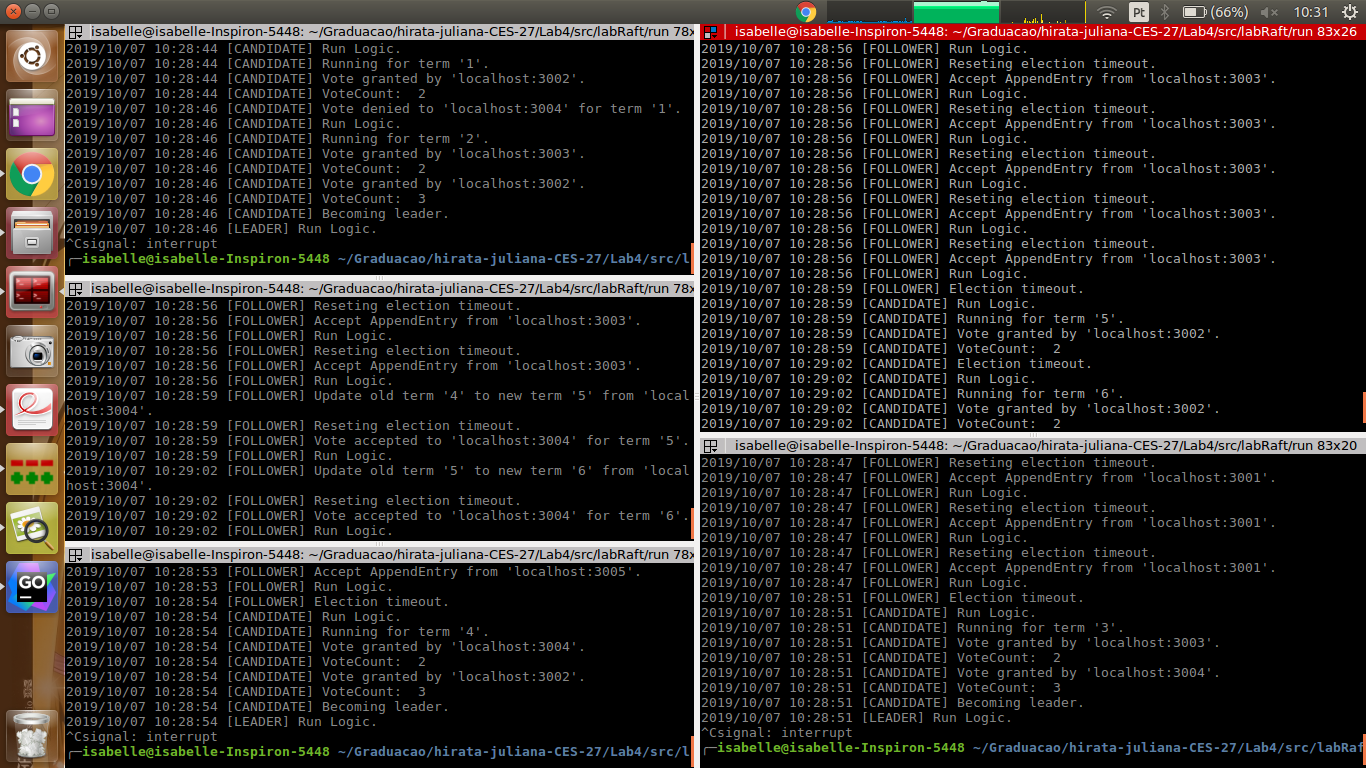 Pt
(66%)
10:31
isabelle@isabelle-Inspiron-5448: ~/Graduacao/hirata-juliana-CES-27/Lab4/src/labRaft/run 78x
2019/10/07 10:28:44 [CANDIDATE] Run Logic.
2019/10/07 10:28:44 [CANDIDATE] Running for term '1'.
2019/10/07 10:28:44 [CANDIDATE] Vote granted by 'localhost:3002'.
2019/10/07 10:28:44 [CANDIDATE] VoteCount:  2
2019/10/07 10:28:46 [CANDIDATE] Vote denied to 'localhost:3004' for term '1'.
2019/10/07 10:28:46 [CANDIDATE] Run Logic.
2019/10/07 10:28:46 [CANDIDATE] Running for term '2'.
2019/10/07 10:28:46 [CANDIDATE] Vote granted by 'localhost:3003'.
2019/10/07 10:28:46 [CANDIDATE] VoteCount:  2
2019/10/07 10:28:46 [CANDIDATE] Vote granted by 'localhost:3002'.
2019/10/07 10:28:46 [CANDIDATE] VoteCount:  3
2019/10/07 10:28:46 [CANDIDATE] Becoming leader.
2019/10/07 10:28:46 [LEADER] Run Logic.
^Csignal: interrupt
isabelle@isabelle-Inspiron-5448 ~/Graduacao/hirata-juliana-CES-27/Lab4/src/l
isabelle@isabelle-Inspiron-5448: ~/Graduacao/hirata-juliana-CES-27/Lab4/src/labRaft/run 78x
2019/10/07 10:28:56 [FOLLOWER] Reseting election timeout.
2019/10/07 10:28:56 [FOLLOWER] Accept AppendEntry from 'localhost:3003'.
2019/10/07 10:28:56 [FOLLOWER] Run Logic.
2019/10/07 10:28:56 [FOLLOWER] Reseting election timeout.
2019/10/07 10:28:56 [FOLLOWER] Accept AppendEntry from 'localhost:3003'.
2019/10/07 10:28:56 [FOLLOWER] Run Logic.
2019/10/07 10:28:59 [FOLLOWER] Update old term '4' to new term '5' from 'local
host:3004'.
2019/10/07 10:28:59 [FOLLOWER] Reseting election timeout.
2019/10/07 10:28:59 [FOLLOWER] Vote accepted to 'localhost:3004' for term '5'.
2019/10/07 10:28:59 [FOLLOWER] Run Logic.
2019/10/07 10:29:02 [FOLLOWER] Update old term '5' to new term '6' from 'local
host:3004'.
2019/10/07 10:29:02 [FOLLOWER] Reseting election timeout.
2019/10/07 10:29:02 [FOLLOWER] Vote accepted to 'localhost:3004' for term '6'.
2019/10/07 10:29:02 [FOLLOWER] Run Logic.
isabelle@isabelle-Inspiron-5448: ~/Graduacao/hirata-juliana-CES-27/Lab4/src/labRaft/run 78x
2019/10/07 10:28:53 [FOLLOWER] Accept AppendEntry from 'localhost:3005'.
2019/10/07 10:28:53 [FOLLOWER] Run Logic.
2019/10/07 10:28:54 [FOLLOWER] Election timeout.
2019/10/07 10:28:54 [CANDIDATE] Run Logic.
2019/10/07 10:28:54 [CANDIDATE] Running for term '4'.
2019/10/07 10:28:54 [CANDIDATE] Vote granted by 'localhost:3004'.
2019/10/07 10:28:54 [CANDIDATE] VoteCount:  2
2019/10/07 10:28:54 [CANDIDATE] Vote granted by 'localhost:3002'.
2019/10/07 10:28:54 [CANDIDATE] VoteCount:  3
2019/10/07 10:28:54 [CANDIDATE] Becoming leader.
2019/10/07 10:28:54 [LEADER] Run Logic.
^Csignal: interrupt
isabelle@isabelle-Inspiron-5448 ~/Graduacao/hirata-juliana-CES-27/Lab4/src/l
isabelle@isabelle-Inspiron-5448: ~/Graduacao/hirata-juliana-CES-27/Lab4/src/labRaft/run 83x26
2019/10/07 10:28:56 [FOLLOWER] Run Logic.
2019/10/07 10:28:56 [FOLLOWER] Reseting election timeout.
2019/10/07 10:28:56 [FOLLOWER] Accept AppendEntry from 'localhost:3003'.
2019/10/07 10:28:56 [FOLLOWER] Run Logic.
2019/10/07 10:28:56 [FOLLOWER] Reseting election timeout.
2019/10/07 10:28:56 [FOLLOWER] Accept AppendEntry from 'localhost:3003'.
2019/10/07 10:28:56 [FOLLOWER] Run Logic.
2019/10/07 10:28:56 [FOLLOWER] Reseting election timeout.
2019/10/07 10:28:56 [FOLLOWER] Accept AppendEntry from 'localhost:3003'.
2019/10/07 10:28:56 [FOLLOWER] Run Logic.
2019/10/07 10:28:56 [FOLLOWER] Reseting election timeout.
2019/10/07 10:28:56 [FOLLOWER] Accept AppendEntry from 'localhost:3003'.
2019/10/07 10:28:56 [FOLLOWER] Run Logic.
2019/10/07 10:28:56 [FOLLOWER] Reseting election timeout.
2019/10/07 10:28:56 [FOLLOWER] Accept AppendEntry from 'localhost:3003'.
2019/10/07 10:28:56 [FOLLOWER] Run Logic.
2019/10/07 10:28:59 [FOLLOWER] Election timeout.
2019/10/07 10:28:59 [CANDIDATE] Run Logic.
2019/10/07 10:28:59 [CANDIDATE] Running for term '5'.
2019/10/07 10:28:59 [CANDIDATE] Vote granted by 'localhost:3002'.
2019/10/07 10:28:59 [CANDIDATE] VoteCount:  2
2019/10/07 10:29:02 [CANDIDATE] Election timeout.
2019/10/07 10:29:02 [CANDIDATE] Run Logic.
2019/10/07 10:29:02 [CANDIDATE] Running for term '6'.
2019/10/07 10:29:02 [CANDIDATE] Vote granted by 'localhost:3002'.
2019/10/07 10:29:02 [CANDIDATE] VoteCount:  2
isabelle@isabelle-Inspiron-5448: ~/Graduacao/hirata-juliana-CES-27/Lab4/src/labRaft/run 83x20
2019/10/07 10:28:47 [FOLLOWER] Reseting election timeout.
2019/10/07 10:28:47 [FOLLOWER] Accept AppendEntry from 'localhost:3001'.
2019/10/07 10:28:47 [FOLLOWER] Run Logic.
2019/10/07 10:28:47 [FOLLOWER] Reseting election timeout.
2019/10/07 10:28:47 [FOLLOWER] Accept AppendEntry from 'localhost:3001'.
2019/10/07 10:28:47 [FOLLOWER] Run Logic.
2019/10/07 10:28:47 [FOLLOWER] Reseting election timeout.
2019/10/07 10:28:47 [FOLLOWER] Accept AppendEntry from 'localhost:3001'.
2019/10/07 10:28:47 [FOLLOWER] Run Logic.
2019/10/07 10:28:51 [FOLLOWER] Election timeout.
2019/10/07 10:28:51 [CANDIDATE] Run Logic.
2019/10/07 10:28:51 [CANDIDATE] Running for term '3'.
2019/10/07 10:28:51 [CANDIDATE] Vote granted by 'localhost:3003'.
2019/10/07 10:28:51 [CANDIDATE] VoteCount:  2
2019/10/07 10:28:51 [CANDIDATE] Vote granted by 'localhost:3004'.
2019/10/07 10:28:51 [CANDIDATE] VoteCount:  3
2019/10/07 10:28:51 [CANDIDATE] Becoming leader.
2019/10/07 10:28:51 [LEADER] Run Logic.
^Csignal: interrupt
isabelle@isabelle-Inspiron-5448 ~/Graduacao/hirata-juliana-CES-27/Lab4/src/labRaf
GO